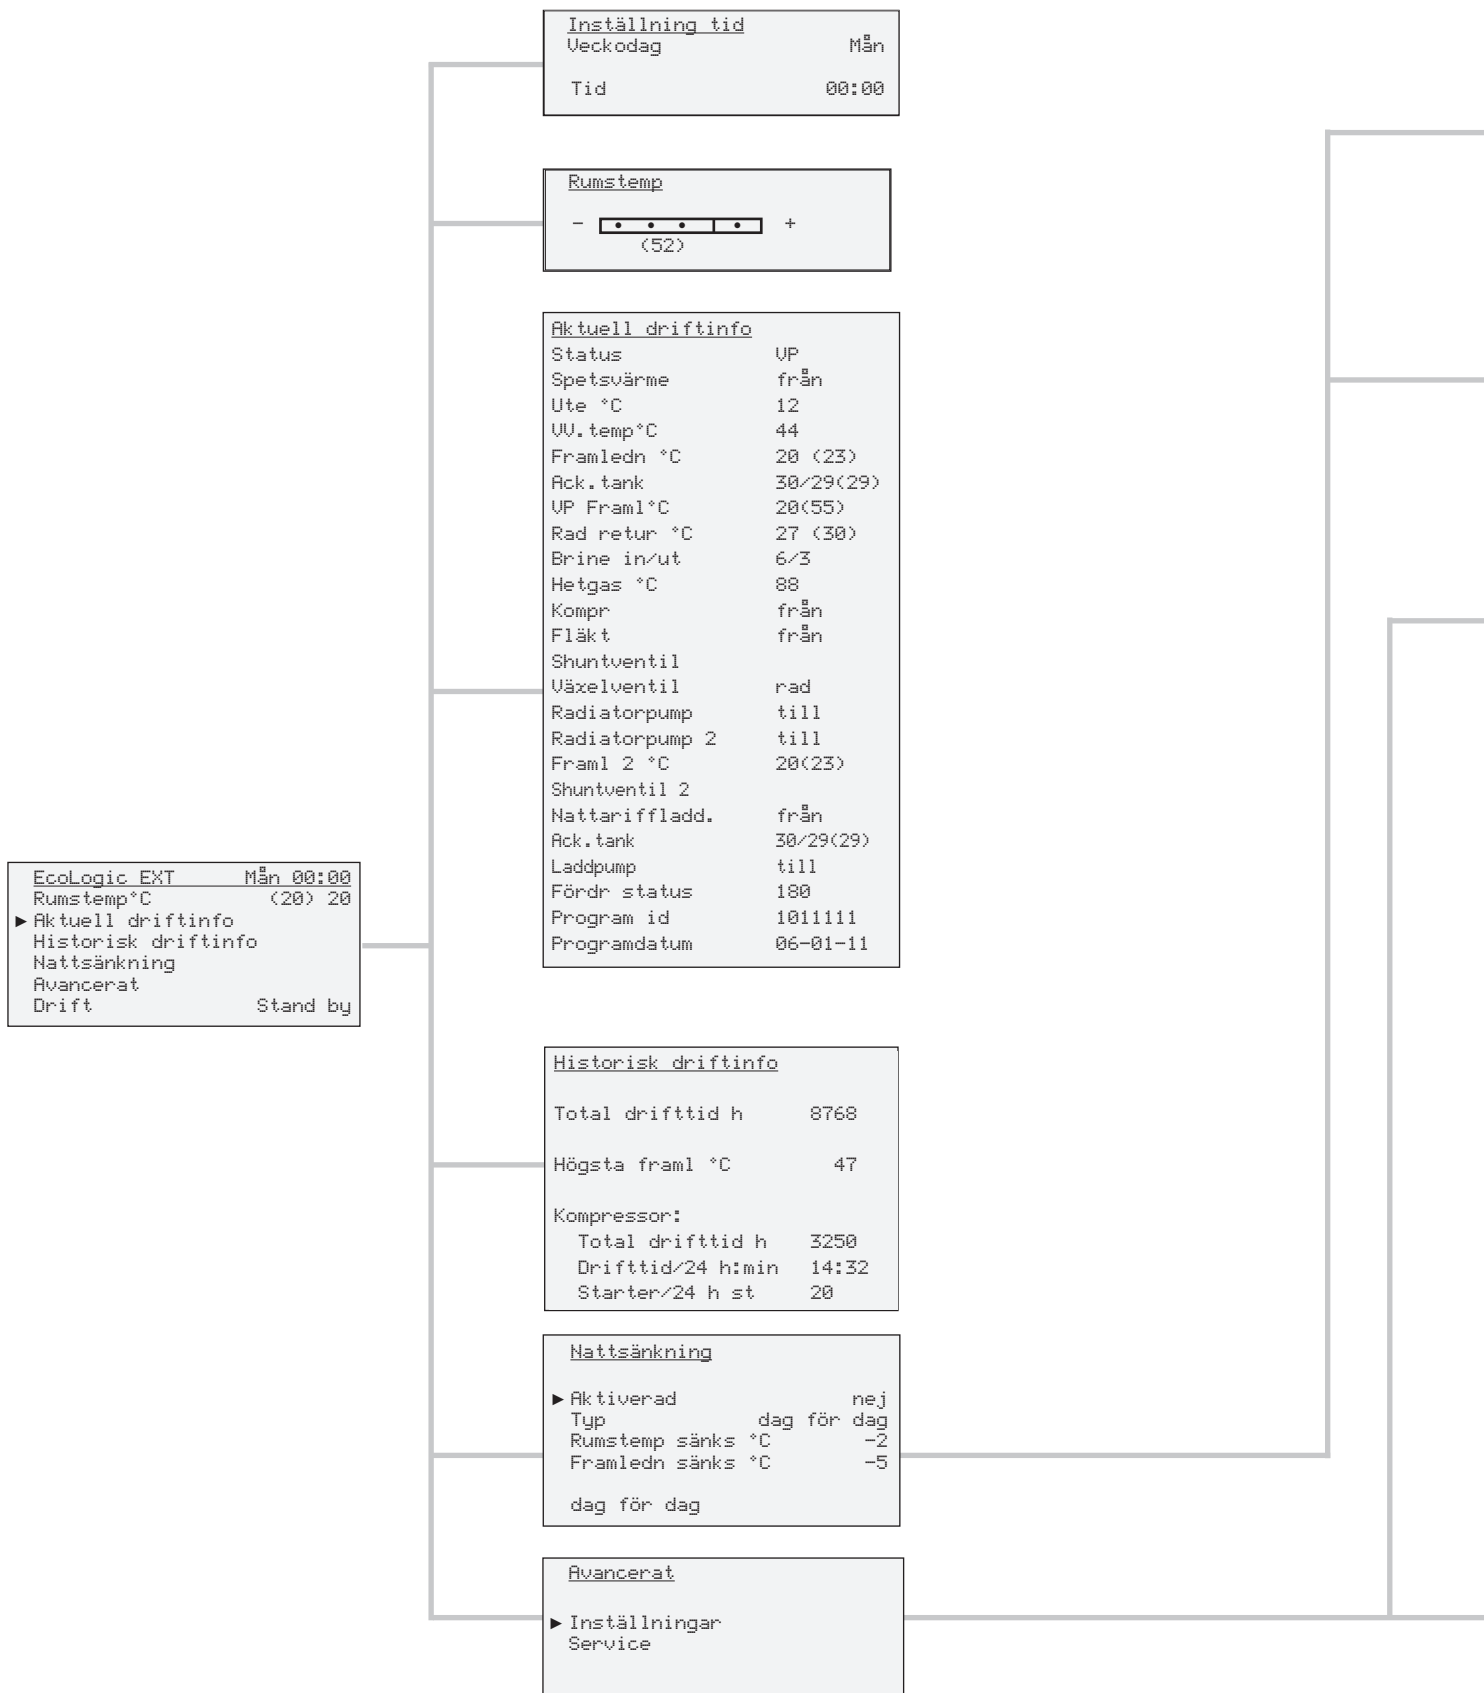 Inställning tid
Veckodag Mån
Tid 00:00
Rumstemp
- +
(52)
Aktuell driftinfo
Status VP
Spetsvärme från
Ute °C 12
VV.temp°C 44
Framledn °C 20 (23)
Ack.tank 30/29(29)
VP Framl°C 20(55)
Rad retur °C 27 (30)
Brine in/ut 6/3
Hetgas °C 88
Kompr från
Fläkt från
Shuntventil
Växelventil rad
Radiatorpump till
Radiatorpump 2 till
Framl 2 °C 20(23)
Shuntventil 2
Nattariffladd. från
Ack.tank 30/29(29)
Laddpump till
Fördr status 180
Program id 1011111
Programdatum 06-01-11
EcoLogic EXT Mån 00:00
Rumstemp°C (20) 20
►Aktuell driftinfo
Historisk driftinfo
Nattsänkning
Avancerat
Drift Stand by
Historisk driftinfo
Total drifttid h 8768
Högsta framl °C 47
Kompressor:
Total drifttid h 3250
Drifttid/24 h:min 14:32
Starter/24 h st 20
Nattsänkning
►Aktiverad nej
Typ dag för dag
Rumstemp sänks °C -2
Framledn sänks °C -5
dag för dag
Avancerat
►Inställningar
Service